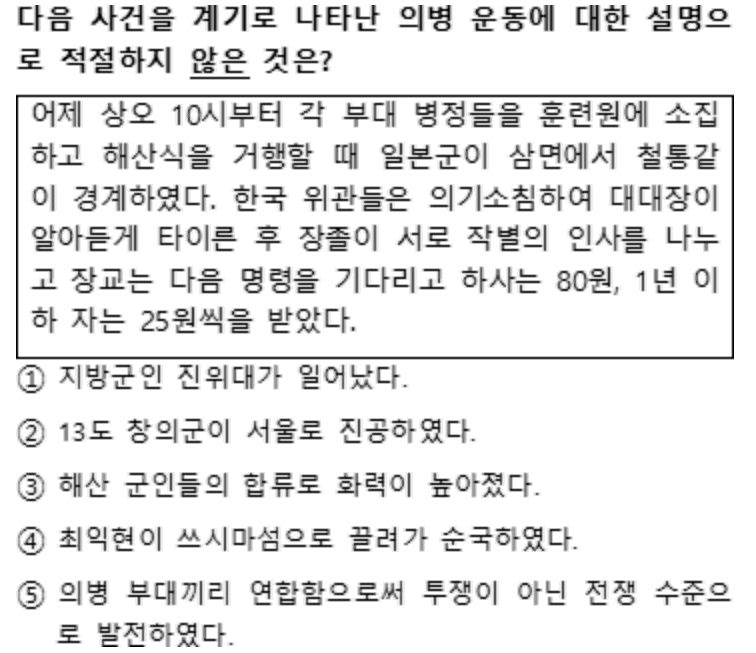 다음 사건을 계기로 나타난 의병 운동에 대한 설명으
로 적절하지 않은 것은?
어제 상오 10시부터 각 부대 병정들을 훈련원에 소집
하고 해산식을 거행할 때 일본군이 삼면에서 철통같
이 경계하였다. 한국 위관들은 의기소침하여 대대장이
알아듣게 타이른 후 장졸이 서로 작별의 인사를 나누
고 장교는 다음 명령을 기다리고 하사는 80원, 1년 이
하 자는 25원씩을 받았다.
① 지방군인 진위대가 일어났다.
② 13도 창의군이 서울로 진공하였다.
③ 해산 군인들의 합류로 화력이 높아졌다.
④ 최익현이 쓰시마섬으로 끌려가 순국하였다.
⑤ 의병 부대끼리 연합함으로써 투쟁이 아닌 전쟁 수준으
로 발전하였다.